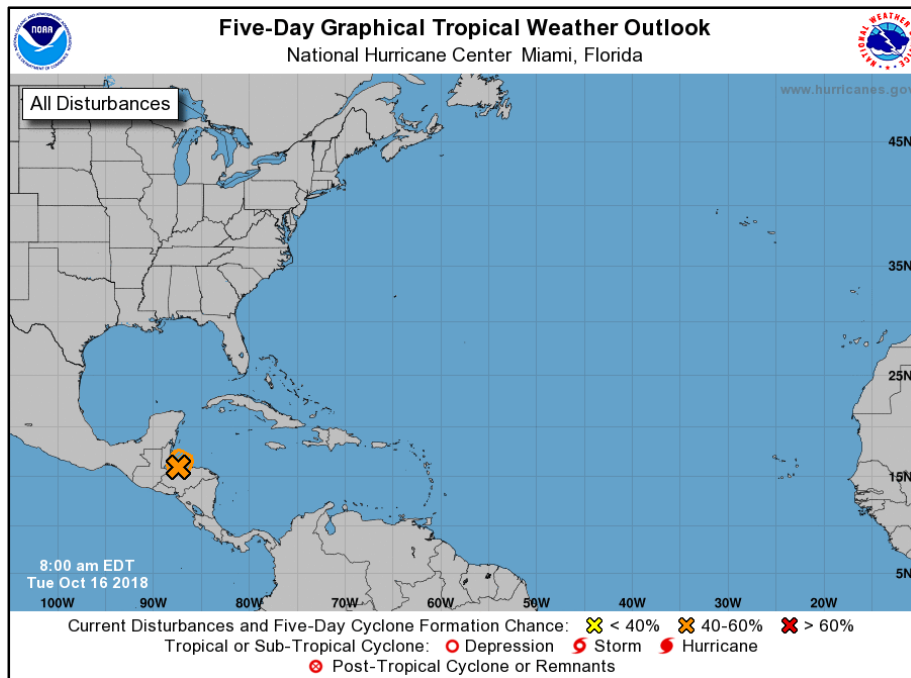 Five-Day Graphical Tropical Weather Outlook
National Hurricane Center Miami, Florida
NOAA
All Disturbances
www.hurricanes.gov
45N
35N
25N
15N
5N
8:00 am EDT
Tue Oct 16 2018
100W 90W 80W 70W 60W 50W 40W 30W 20W
Current Disturbances and Five-Day Cyclone Formation Chance: < 40% 40-60% > 60%
Tropical or Sub-Tropical Cyclone: Depression Storm Hurricane
Post-Tropical Cyclone or Remnants